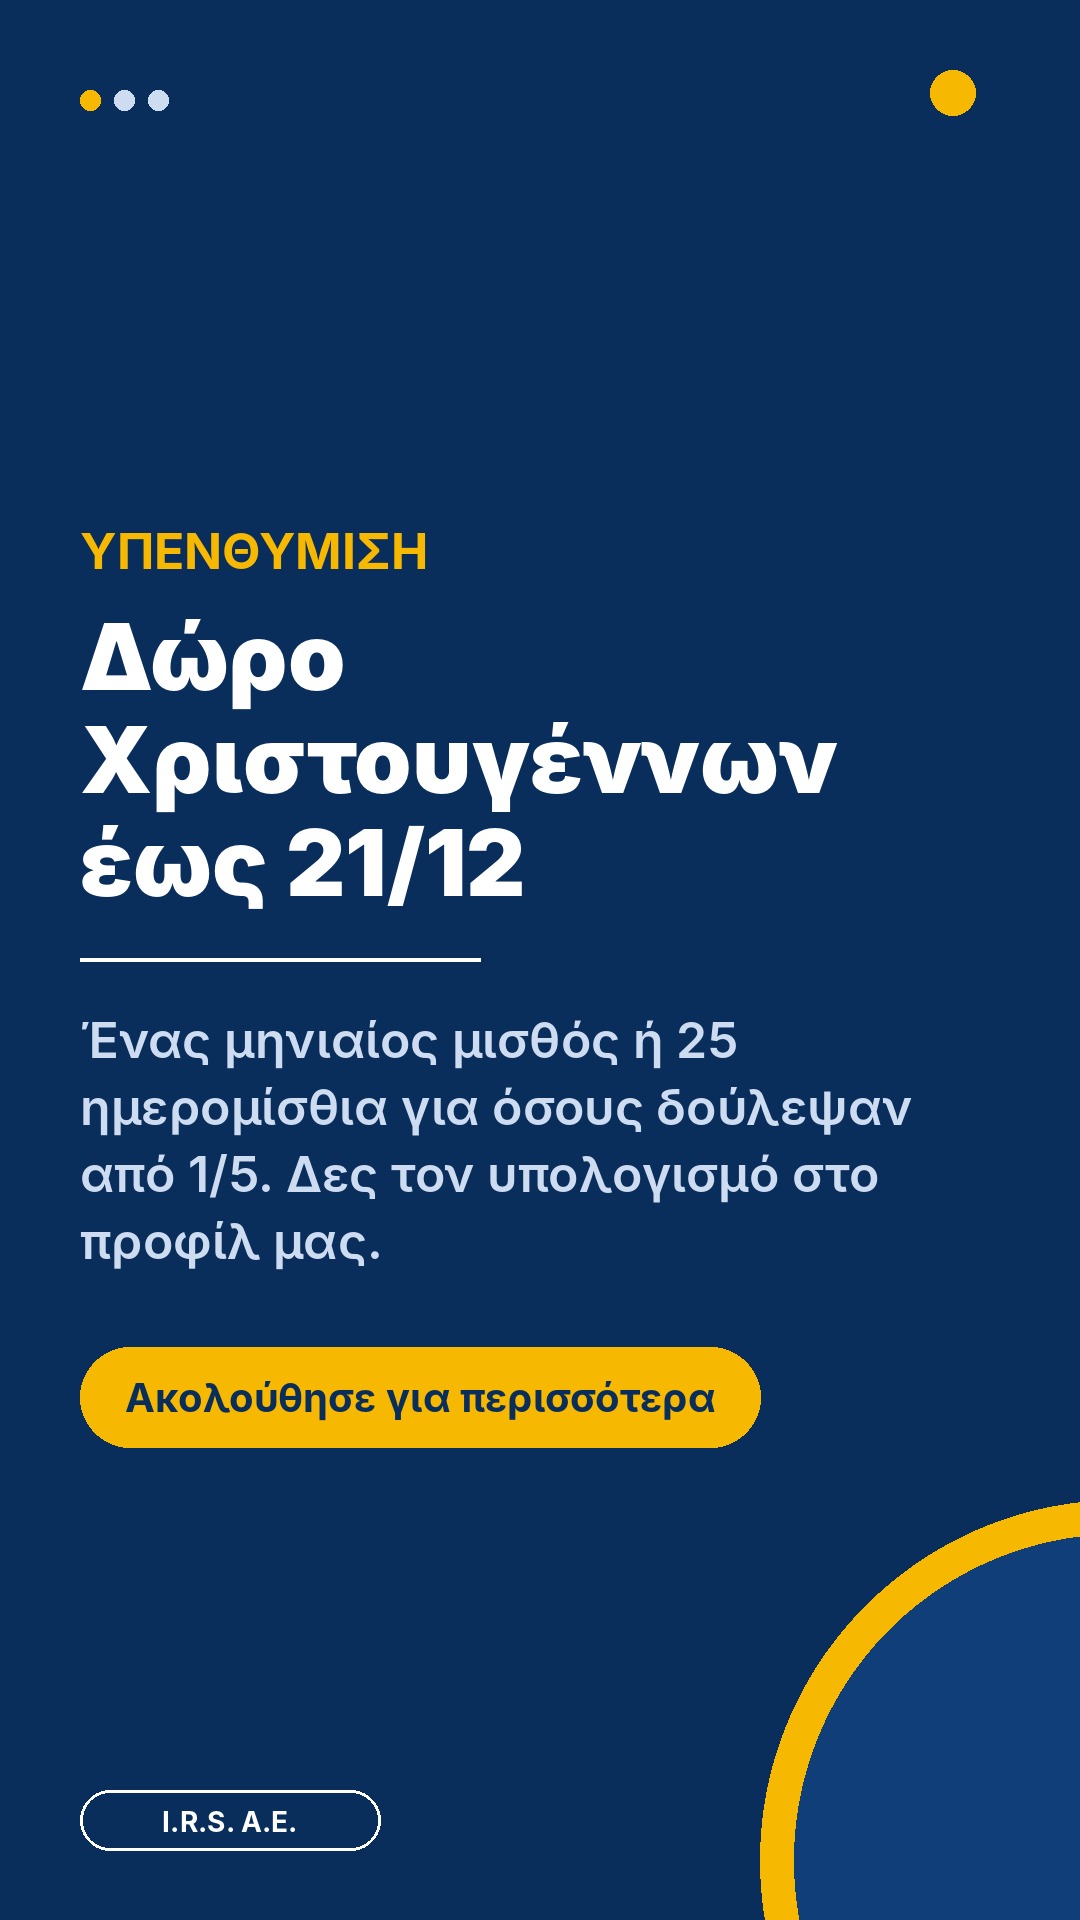 ΥΠΕΝΘΥΜΙΣΗ
Δώρο
Χριστουγέννων
έως 21/12
Ένας μηνιαίος μισθός ή 25
ημερομίσθια για όσους δούλεψαν
από 1/5. Δες τον υπολογισμό στο
προφίλ μας.
Ακολούθησε για περισσότερα
I.R.S. A.E.